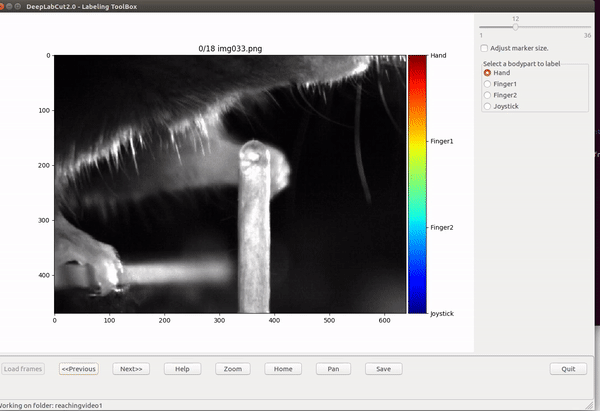 DeepLabCut2.0 - Labeling ToolBox
0/18 img033.png
0
100
200
300
400
0 100 200 300 400 500 600
Hand
Finger1
Finger2
Joystick
12
1 36
Adjust marker size.
Select a bodypart to label
Hand
Finger1
Finger2
Joystick
Load frames <<Previous Next>> Help Zoom Home Pan Save Quit
Working on folder: reachingvideo1